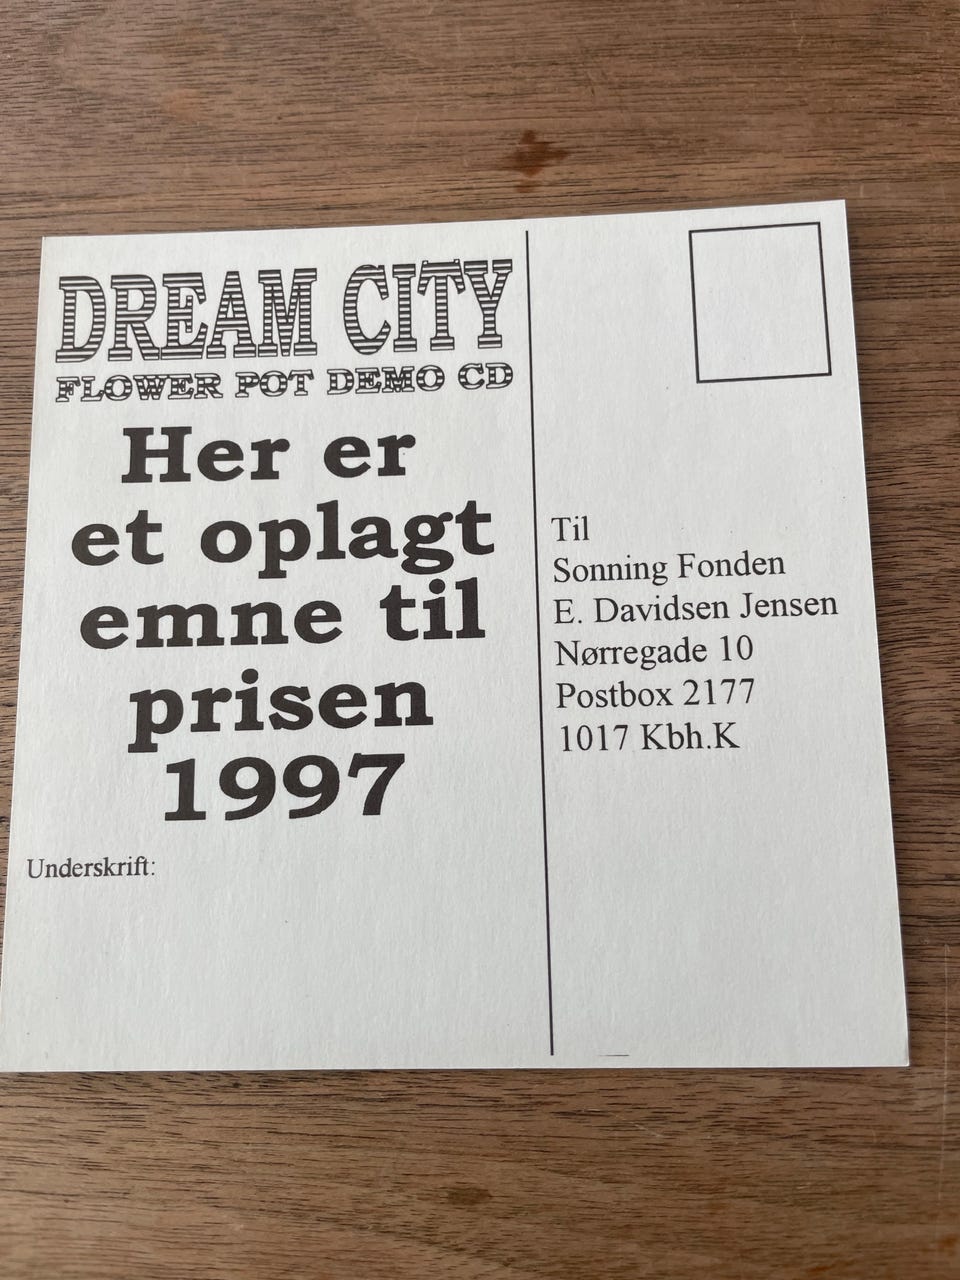 DREAM CITY
FLOWER POT DEMO CD
Her er
et oplagt
emne til
prisen
1997
Underskrift:
Til
Sonning Fonden
E. Davidsen Jensen
Nørregade 10
Postbox 2177
1017 Kbh.K